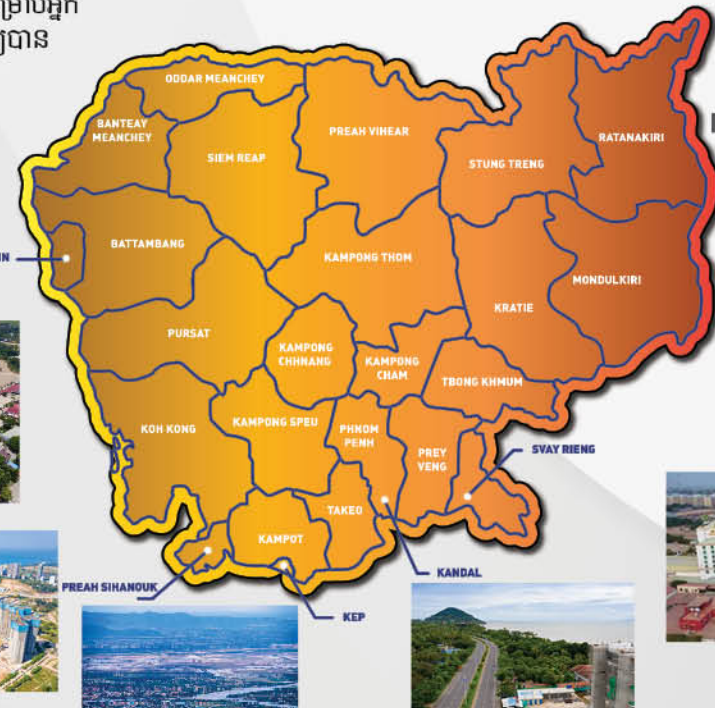 ODDAR MEANCHEY
BANTEAY
MEANCHEY
SIEM REAP
PREAH VIHEAR
STUNG TRENG
RATANAKIRI
BATTAMBANG
KAMPONG THOM
MONDULKIRI
KRATIE
PURSAT
KAMPONG
CHHNANG
KAMPONG
CHAM
TBONG KHMUM
KOH KONG
KAMPONG SPEU
PHNOM
PENH
PREY
VENG
SVAY RIENG
TAKEO
KAMPOT
PREAH SIHANOUK
KANDAL
KEP